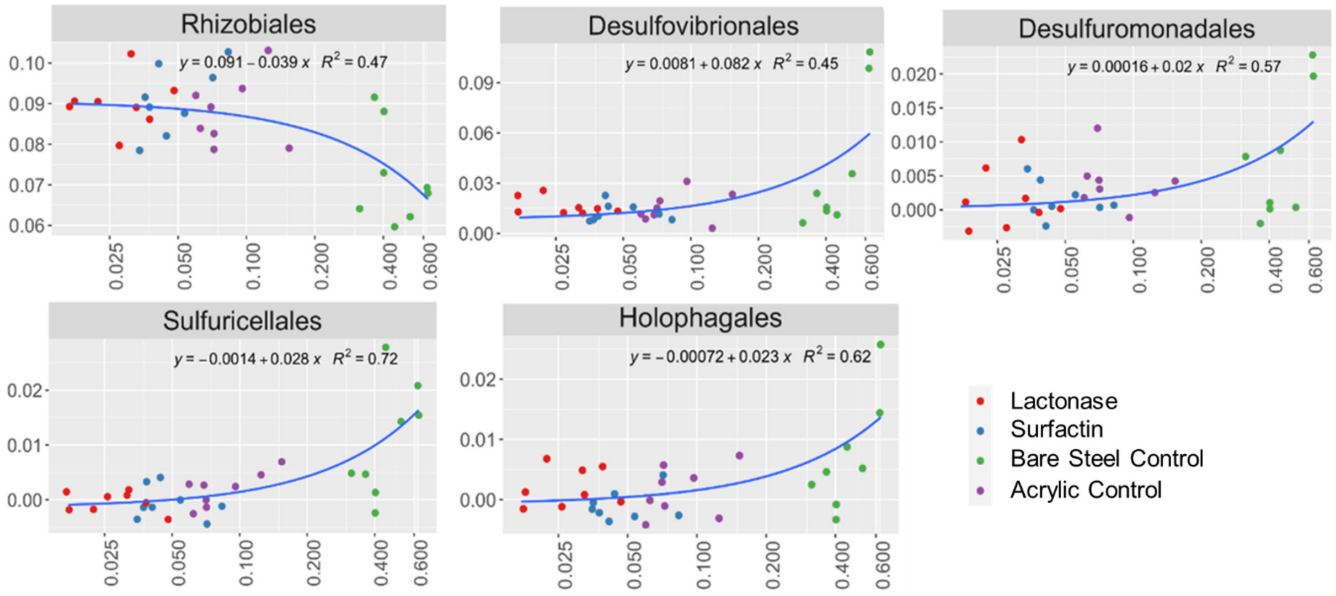 Rhizobiales
y = 0.091 − 0.039 x R² = 0.47
0.10
0.09
0.08
0.07
0.06
0.025 0.050 0.100 0.200 0.400 0.600
Desulfovibrionales
y = 0.0081 + 0.082 x R² = 0.45
0.09
0.06
0.03
0.00
0.025 0.050 0.100 0.200 0.400 0.600
Desulfuromonadales
y = 0.00016 + 0.02 x R² = 0.57
0.020
0.015
0.010
0.005
0.000
0.025 0.050 0.100 0.200 0.400 0.600
Sulfuricellales
y = − 0.0014 + 0.028 x R² = 0.72
0.02
0.01
0.00
0.025 0.050 0.100 0.200 0.400 0.600
Holophagales
y = − 0.00072 + 0.023 x R² = 0.62
0.02
0.01
0.00
0.025 0.050 0.100 0.200 0.400 0.600
Lactonase
Surfactin
Bare Steel Control
Acrylic Control